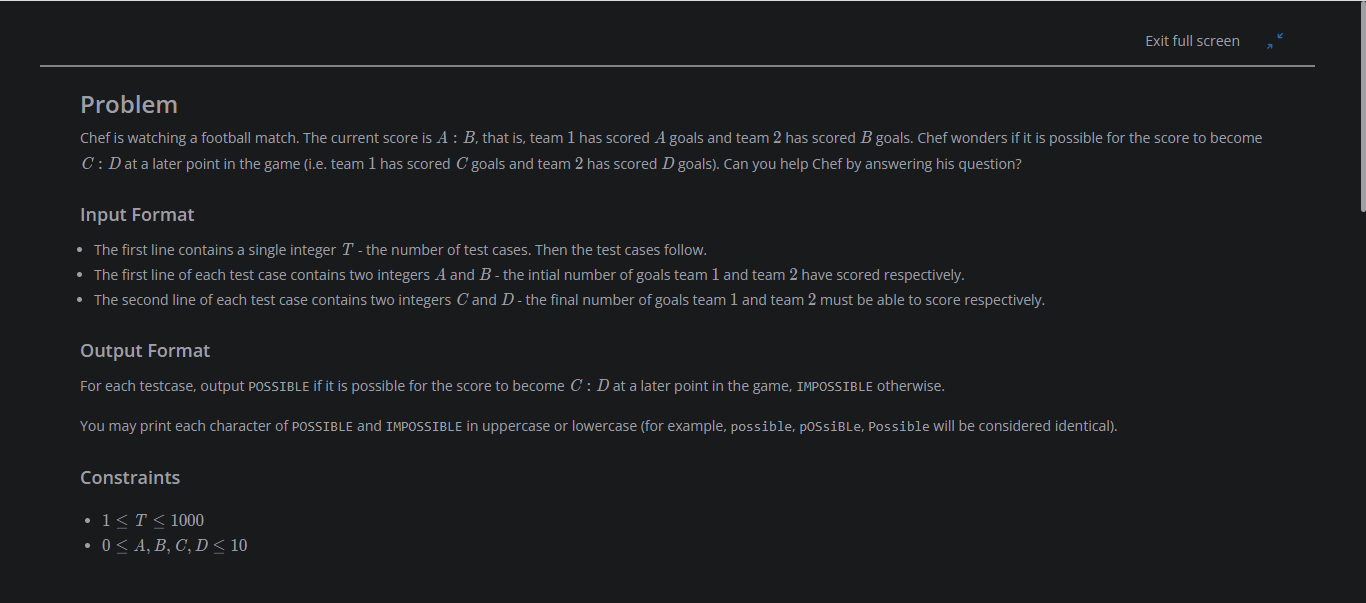 Exit full screen
Problem
Chef is watching a football match. The current score is A : B, that is, team 1 has scored A goals and team 2 has scored B goals. Chef wonders if it is possible for the score to become
C : D at a later point in the game (i.e. team 1 has scored C goals and team 2 has scored D goals). Can you help Chef by answering his question?
Input Format
• The first line contains a single integer T - the number of test cases. Then the test cases follow.
• The first line of each test case contains two integers A and B - the intial number of goals team 1 and team 2 have scored respectively.
• The second line of each test case contains two integers C and D - the final number of goals team 1 and team 2 must be able to score respectively.
Output Format
For each testcase, output POSSIBLE if it is possible for the score to become C : D at a later point in the game, IMPOSSIBLE otherwise.
You may print each character of POSSIBLE and IMPOSSIBLE in uppercase or lowercase (for example, possible, pOSsiBLe, Possible will be considered identical).
Constraints
• 1 ≤ T ≤ 1000
• 0 ≤ A, B, C, D ≤ 10